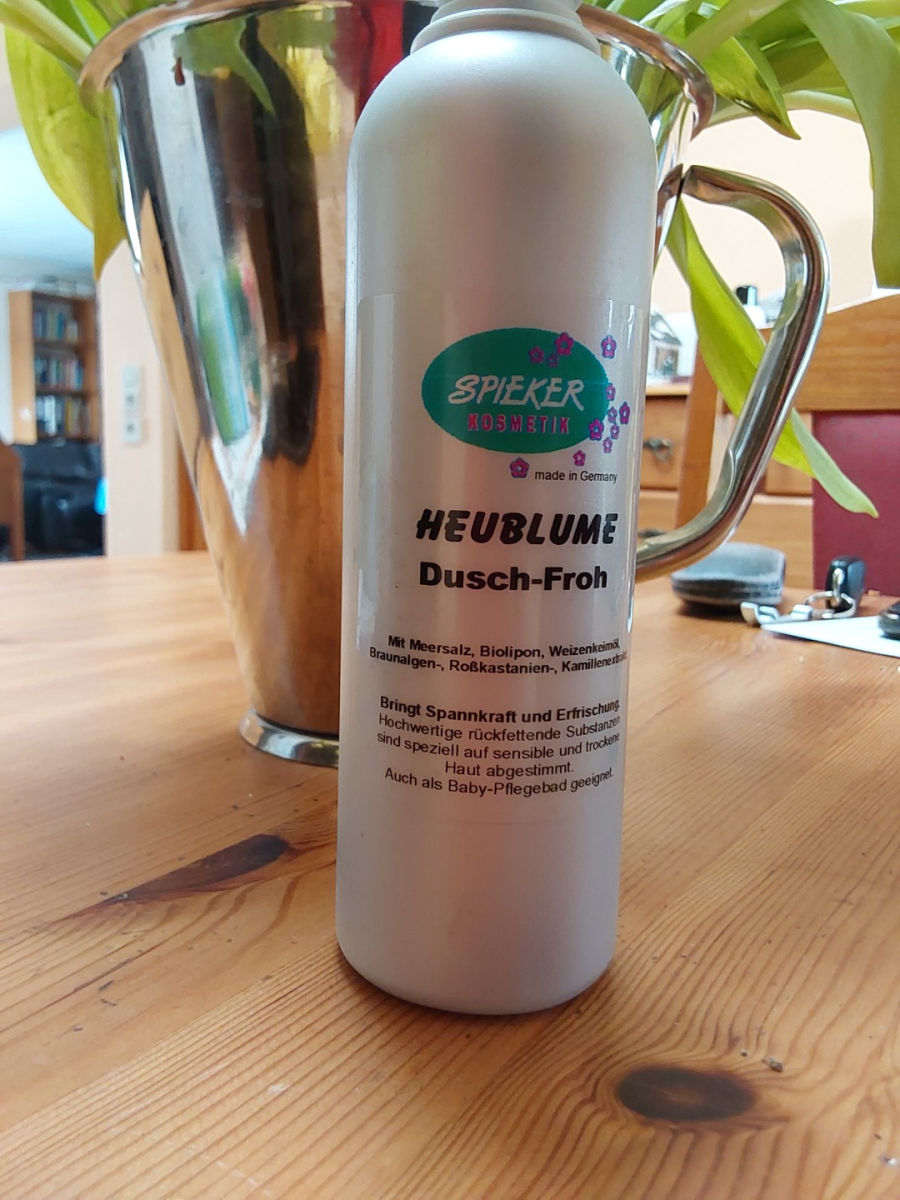 SPIEKER
KOSMETIK
made in Germany
HEUBLUME
Dusch-Froh
Mit Meersalz, Biolipon, Weizenkeimöl,
Braunalgen-, Roßkastanien-, Kamillenextrakt
Bringt Spannkraft und Erfrischung.
Hochwertige rückfettende Substanzen
sind speziell auf sensible und trockene
Haut abgestimmt.
Auch als Baby-Pflegebad geeignet.